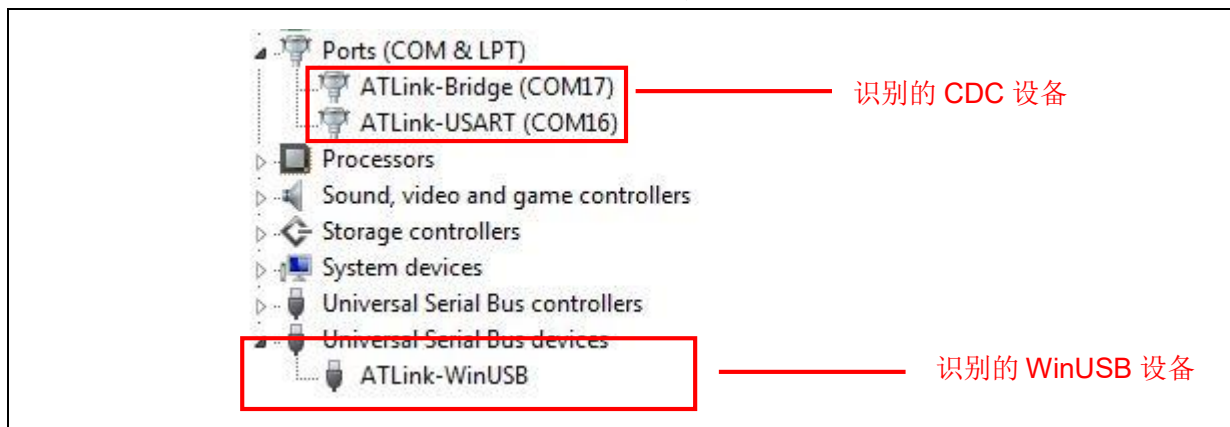 Ports (COM & LPT)
ATLink-Bridge (COM17)
识别的 CDC 设备
ATLink-USART (COM16)
Processors
Sound, video and game controllers
Storage controllers
System devices
Universal Serial Bus controllers
Universal Serial Bus devices
ATLink-WinUSB
识别的 WinUSB 设备